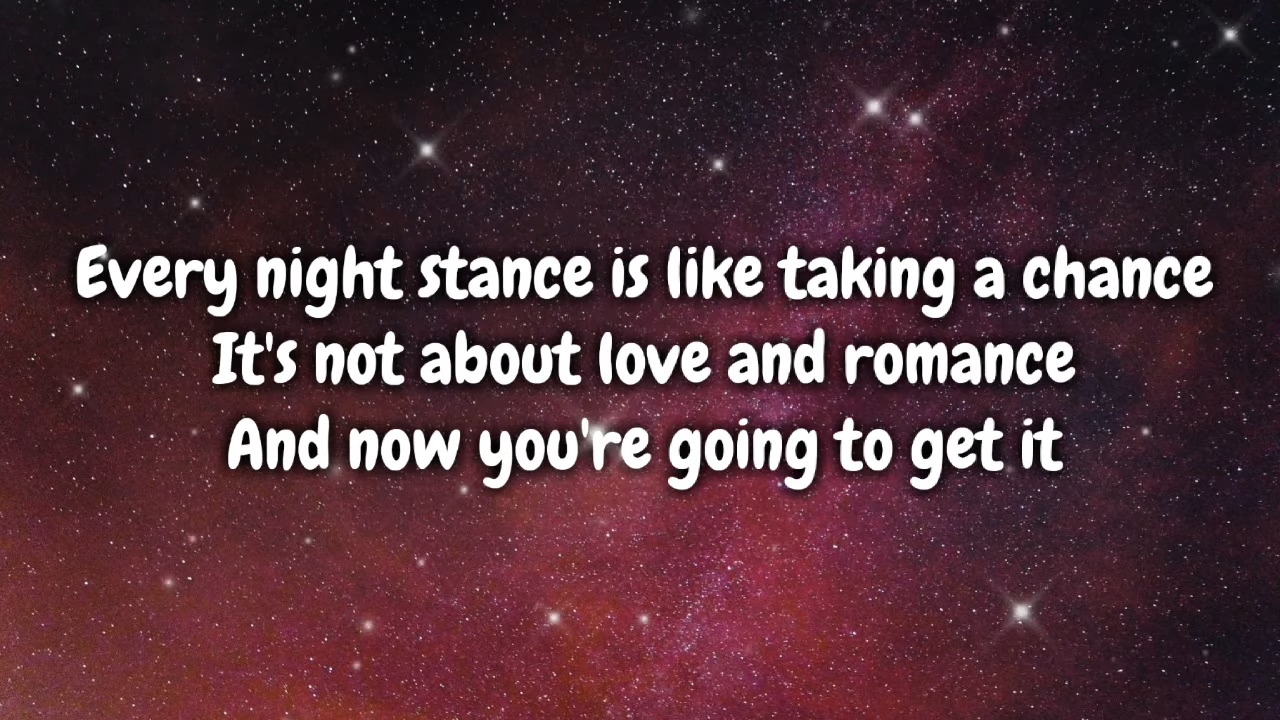 Every night stance is like taking a chance
It's not about love and romance
And now you're going to get it